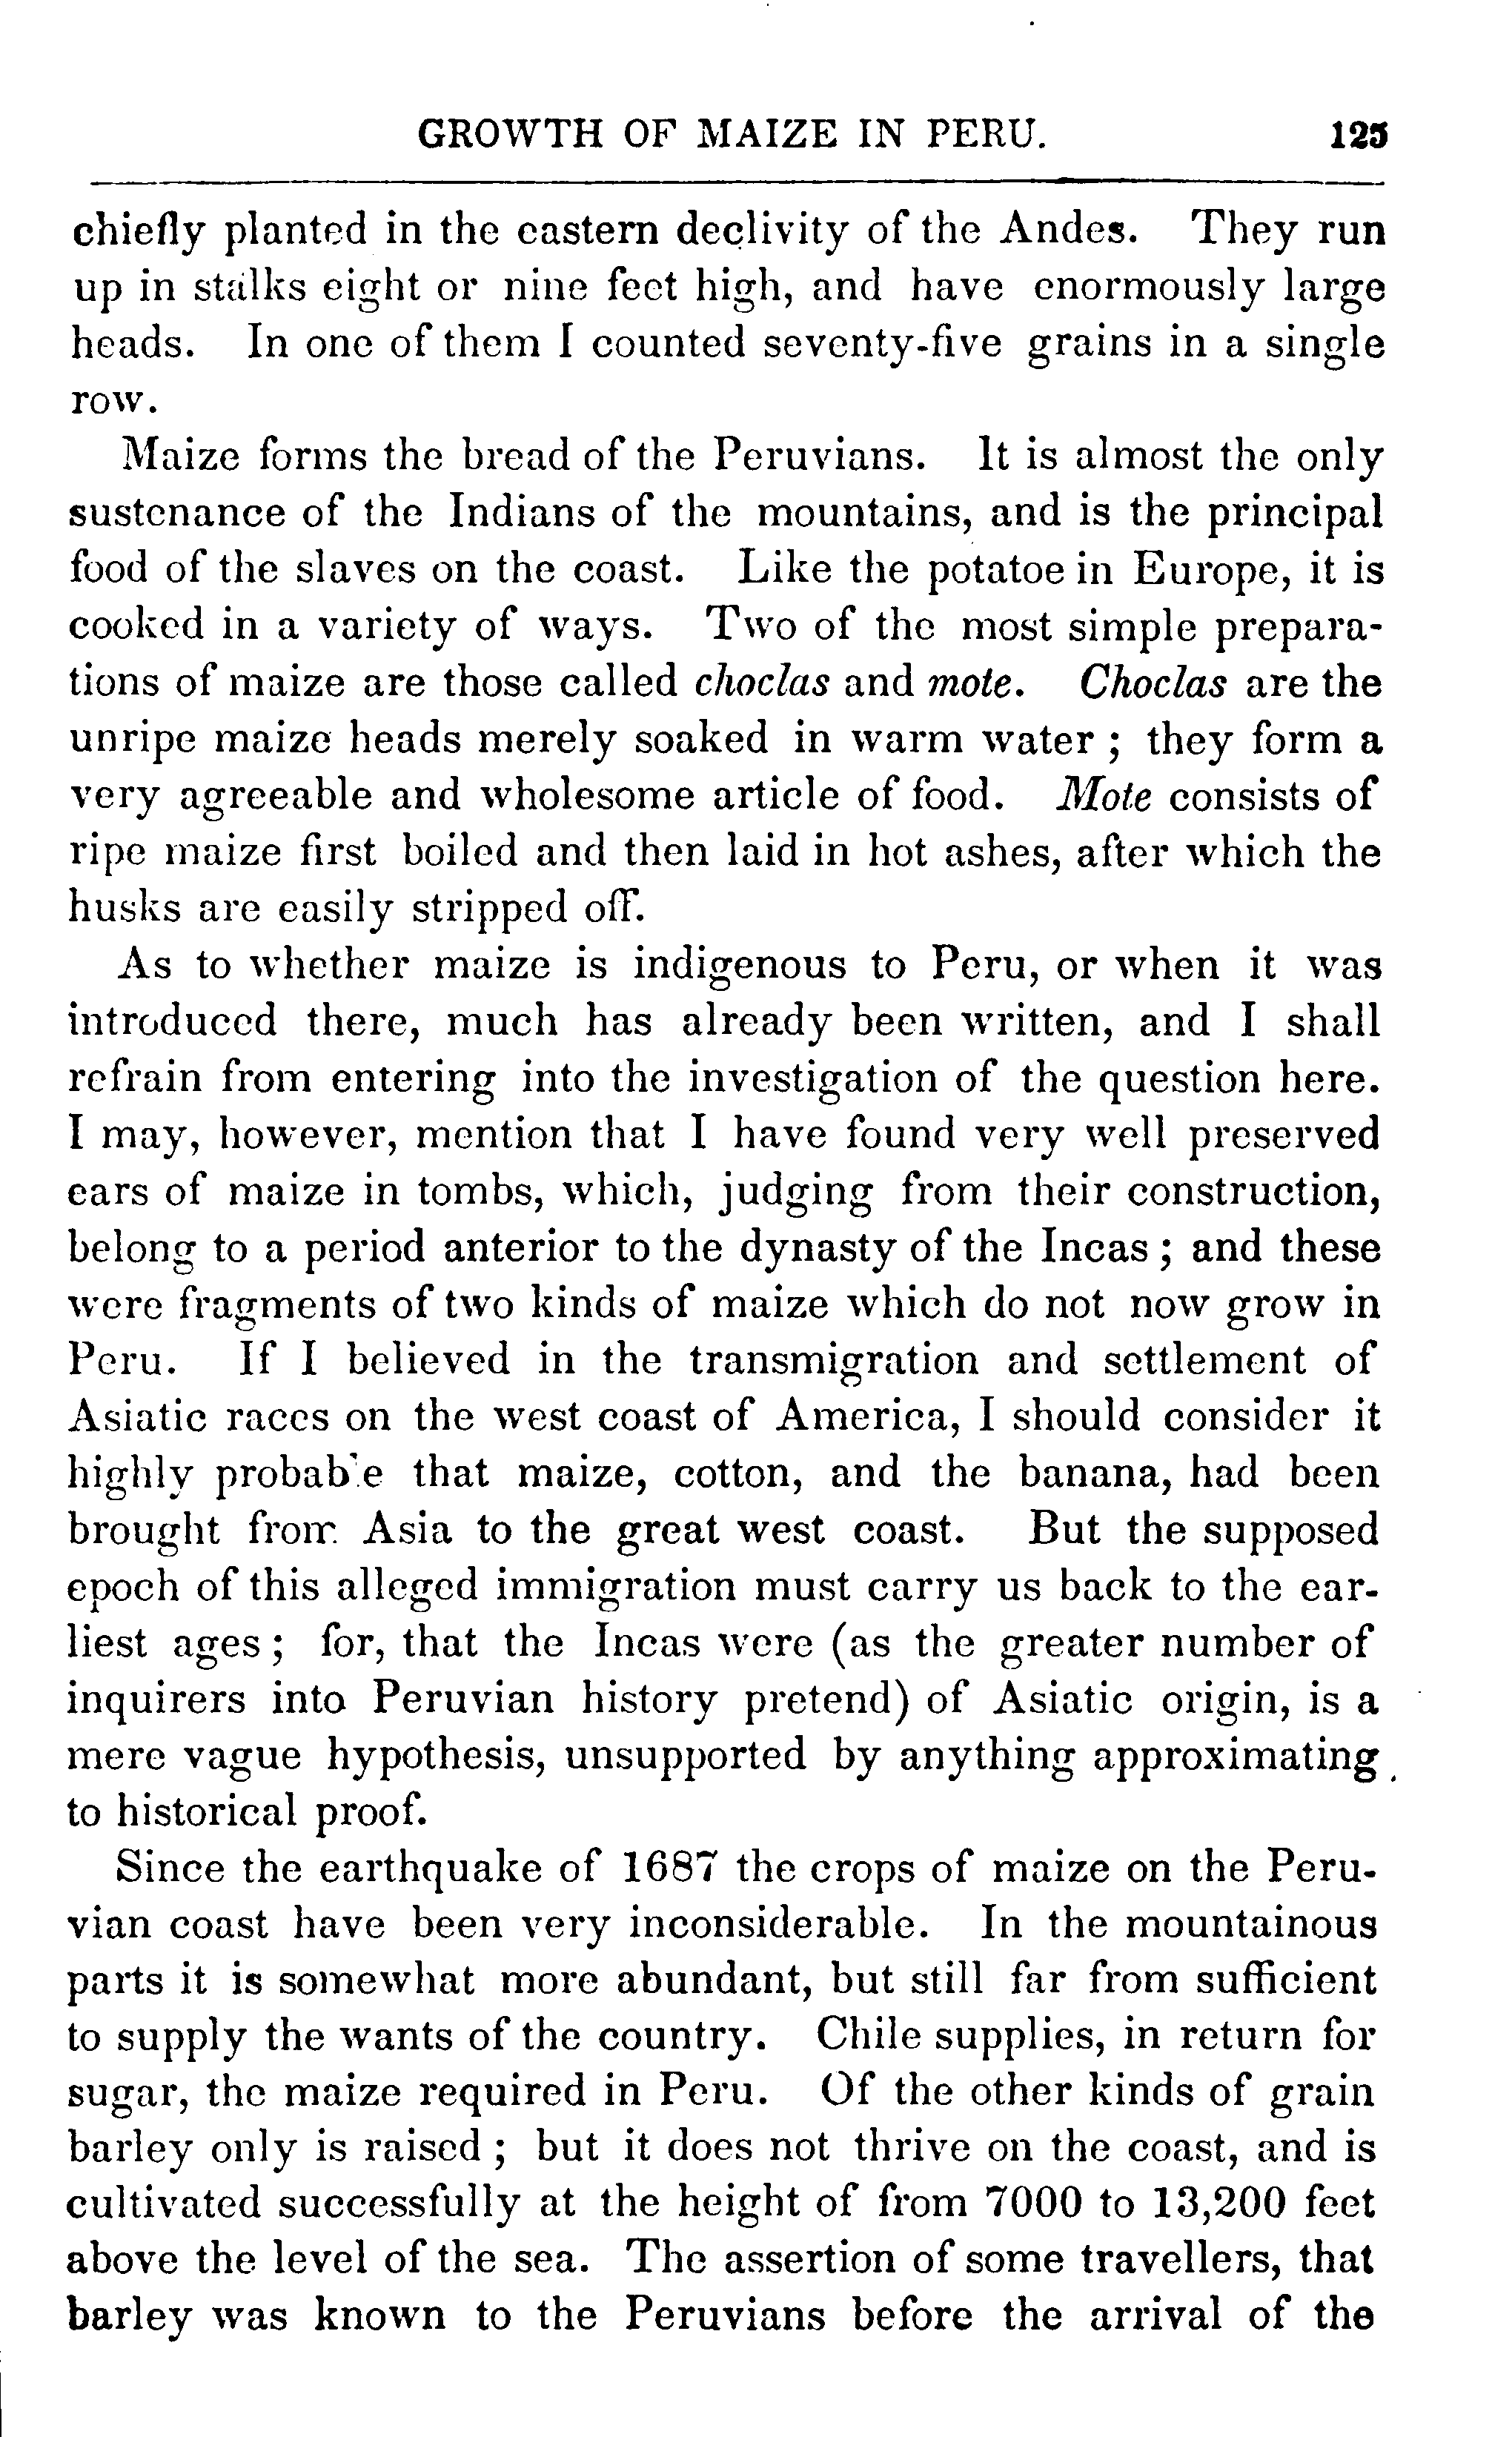 GROWTH OF MAIZE IN PERU. 125
chiefly planted in the eastern declivity of the Andes. They run
up in stalks eight or nine feet high, and have enormously large
heads. In one of them I counted seventy-five grains in a single
row.
Maize forms the bread of the Peruvians. It is almost the only
sustenance of the Indians of the mountains, and is the principal
food of the slaves on the coast. Like the potatoe in Europe, it is
cooked in a variety of ways. Two of the most simple prepara-
tions of maize are those called choclas and mote. Choclas are the
unripe maize heads merely soaked in warm water ; they form a
very agreeable and wholesome article of food. Mote consists of
ripe maize first boiled and then laid in hot ashes, after which the
husks are easily stripped off.
As to whether maize is indigenous to Peru, or when it was
introduced there, much has already been written, and I shall
refrain from entering into the investigation of the question here.
I may, however, mention that I have found very well preserved
ears of maize in tombs, which, judging from their construction,
belong to a period anterior to the dynasty of the Incas ; and these
were fragments of two kinds of maize which do not now grow in
Peru. If I believed in the transmigration and settlement of
Asiatic races on the west coast of America, I should consider it
highly probable that maize, cotton, and the banana, had been
brought from Asia to the great west coast. But the supposed
epoch of this alleged immigration must carry us back to the ear-
liest ages ; for, that the Incas were (as the greater number of
inquirers into Peruvian history pretend) of Asiatic origin, is a
mere vague hypothesis, unsupported by anything approximating
to historical proof.
Since the earthquake of 1687 the crops of maize on the Peru-
vian coast have been very inconsiderable. In the mountainous
parts it is somewhat more abundant, but still far from sufficient
to supply the wants of the country. Chile supplies, in return for
sugar, the maize required in Peru. Of the other kinds of grain
barley only is raised ; but it does not thrive on the coast, and is
cultivated successfully at the height of from 7000 to 13,200 feet
above the level of the sea. The assertion of some travellers, that
barley was known to the Peruvians before the arrival of the